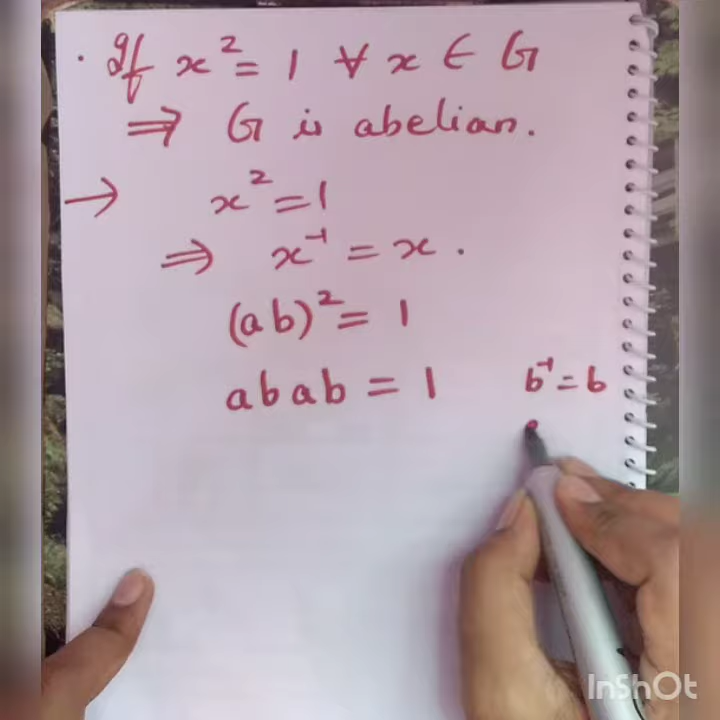 · If x² = 1 ∀ x ∈ G
⇒ G is abelian.
→ x² = 1
⇒ x⁻¹ = x .
(ab)² = 1
abab = 1 b⁻¹ = b
InShOt